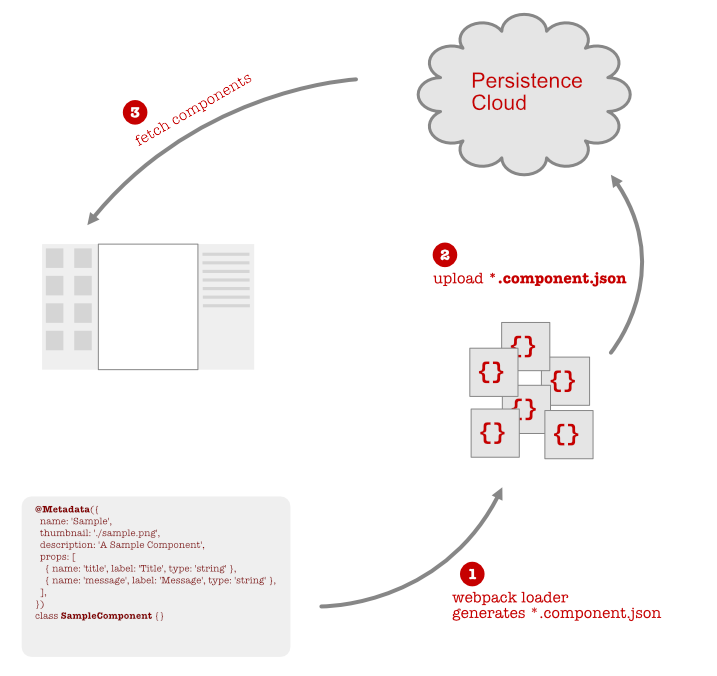 Persistence
Cloud
3
fetch components
2
upload *.component.json
{}
{}
{}
{}
{}
{}
@Metadata({
name: 'Sample',
thumbnail: './sample.png',
description: 'A Sample Component',
props: [
{ name: 'title', label: 'Title', type: 'string' },
{ name: 'message', label: 'Message', type: 'string' },
],
})
class SampleComponent {}
1
webpack loader
generates *.component.json